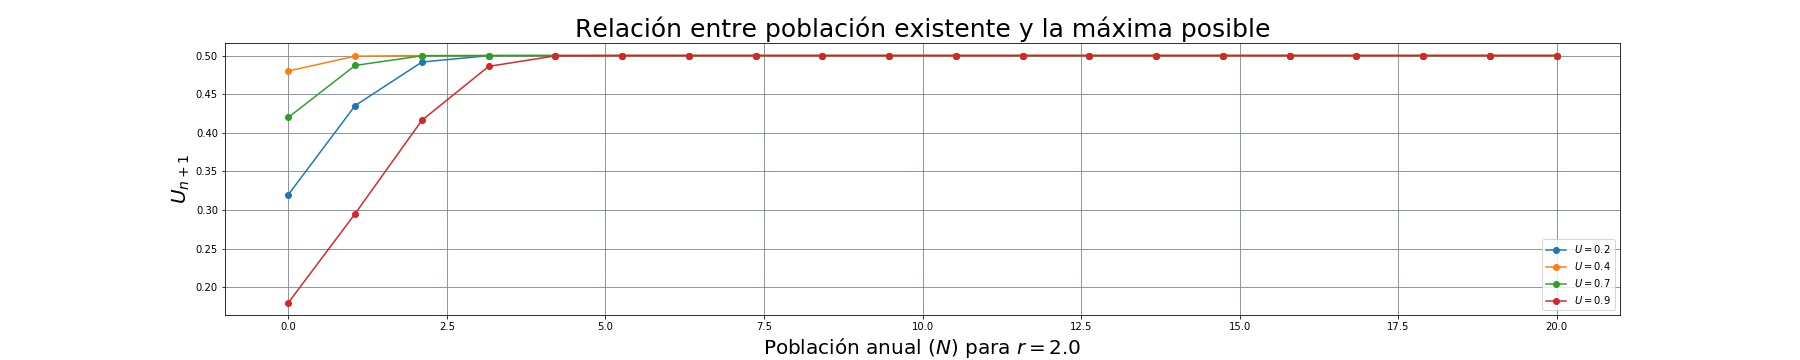 Relación entre población existente y la máxima posible
0.50
0.45
0.40
0.35
0.30
0.25
0.20
U_{n+1}
U = 0.2
U = 0.4
U = 0.7
U = 0.9
0.0 2.5 5.0 7.5 10.0 12.5 15.0 17.5 20.0
Población anual (N) para r = 2.0